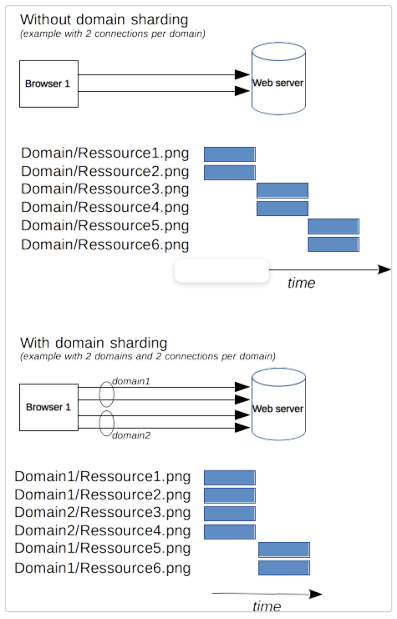 Without domain sharding
(example with 2 connections per domain)
Browser 1
Web server
Domain/Ressource1.png
Domain/Ressource2.png
Domain/Ressource3.png
Domain/Ressource4.png
Domain/Ressource5.png
Domain/Ressource6.png
time
With domain sharding
(example with 2 domains and 2 connections per domain)
domain1
Browser 1
Web server
domain2
Domain1/Ressource1.png
Domain1/Ressource2.png
Domain2/Ressource3.png
Domain2/Ressource4.png
Domain1/Ressource5.png
Domain1/Ressource6.png
time